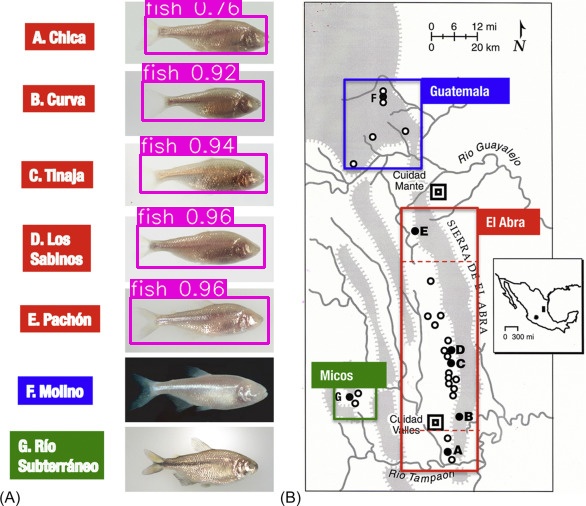 A. Chica
fish 0.76
B. Curva
fish 0.92
C. Tinaja
fish 0.94
D. Los
Sabinos
fish 0.96
E. Pachón
fish 0.96
F. Molino
G. Río
Subterráneo
(A)
0 6 12 mi
0 20 km
N
Guatemala
F
Río Guayalejo
Cuidad
Mante
El Abra
E
SIERRA DE EL ABRA
0 300 mi
D
C
Micos
G
B
Cuidad
Valles
A
Río Tampaon
(B)